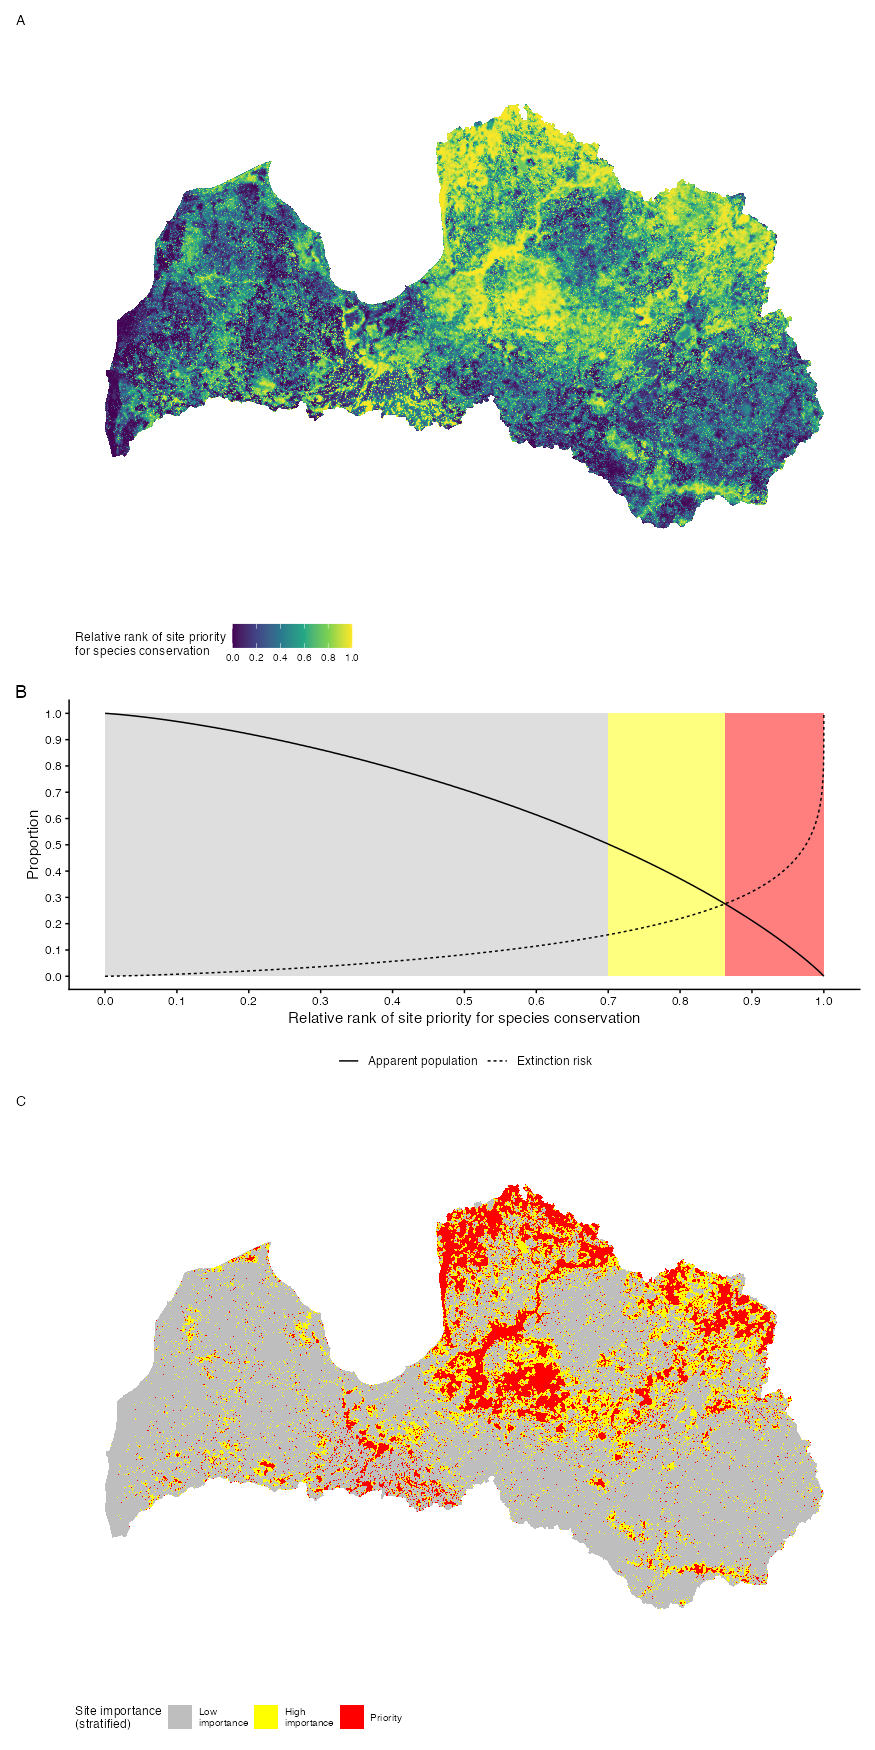 A
Relative rank of site priority
for species conservation
0.0 0.2 0.4 0.6 0.8 1.0
B
1.0
0.9
0.8
0.7
0.6
0.5
0.4
0.3
0.2
0.1
0.0
Proportion
0.0 0.1 0.2 0.3 0.4 0.5 0.6 0.7 0.8 0.9 1.0
Relative rank of site priority for species conservation
Apparent population Extinction risk
C
Site importance
(stratified)
Low
importance
High
importance
Priority